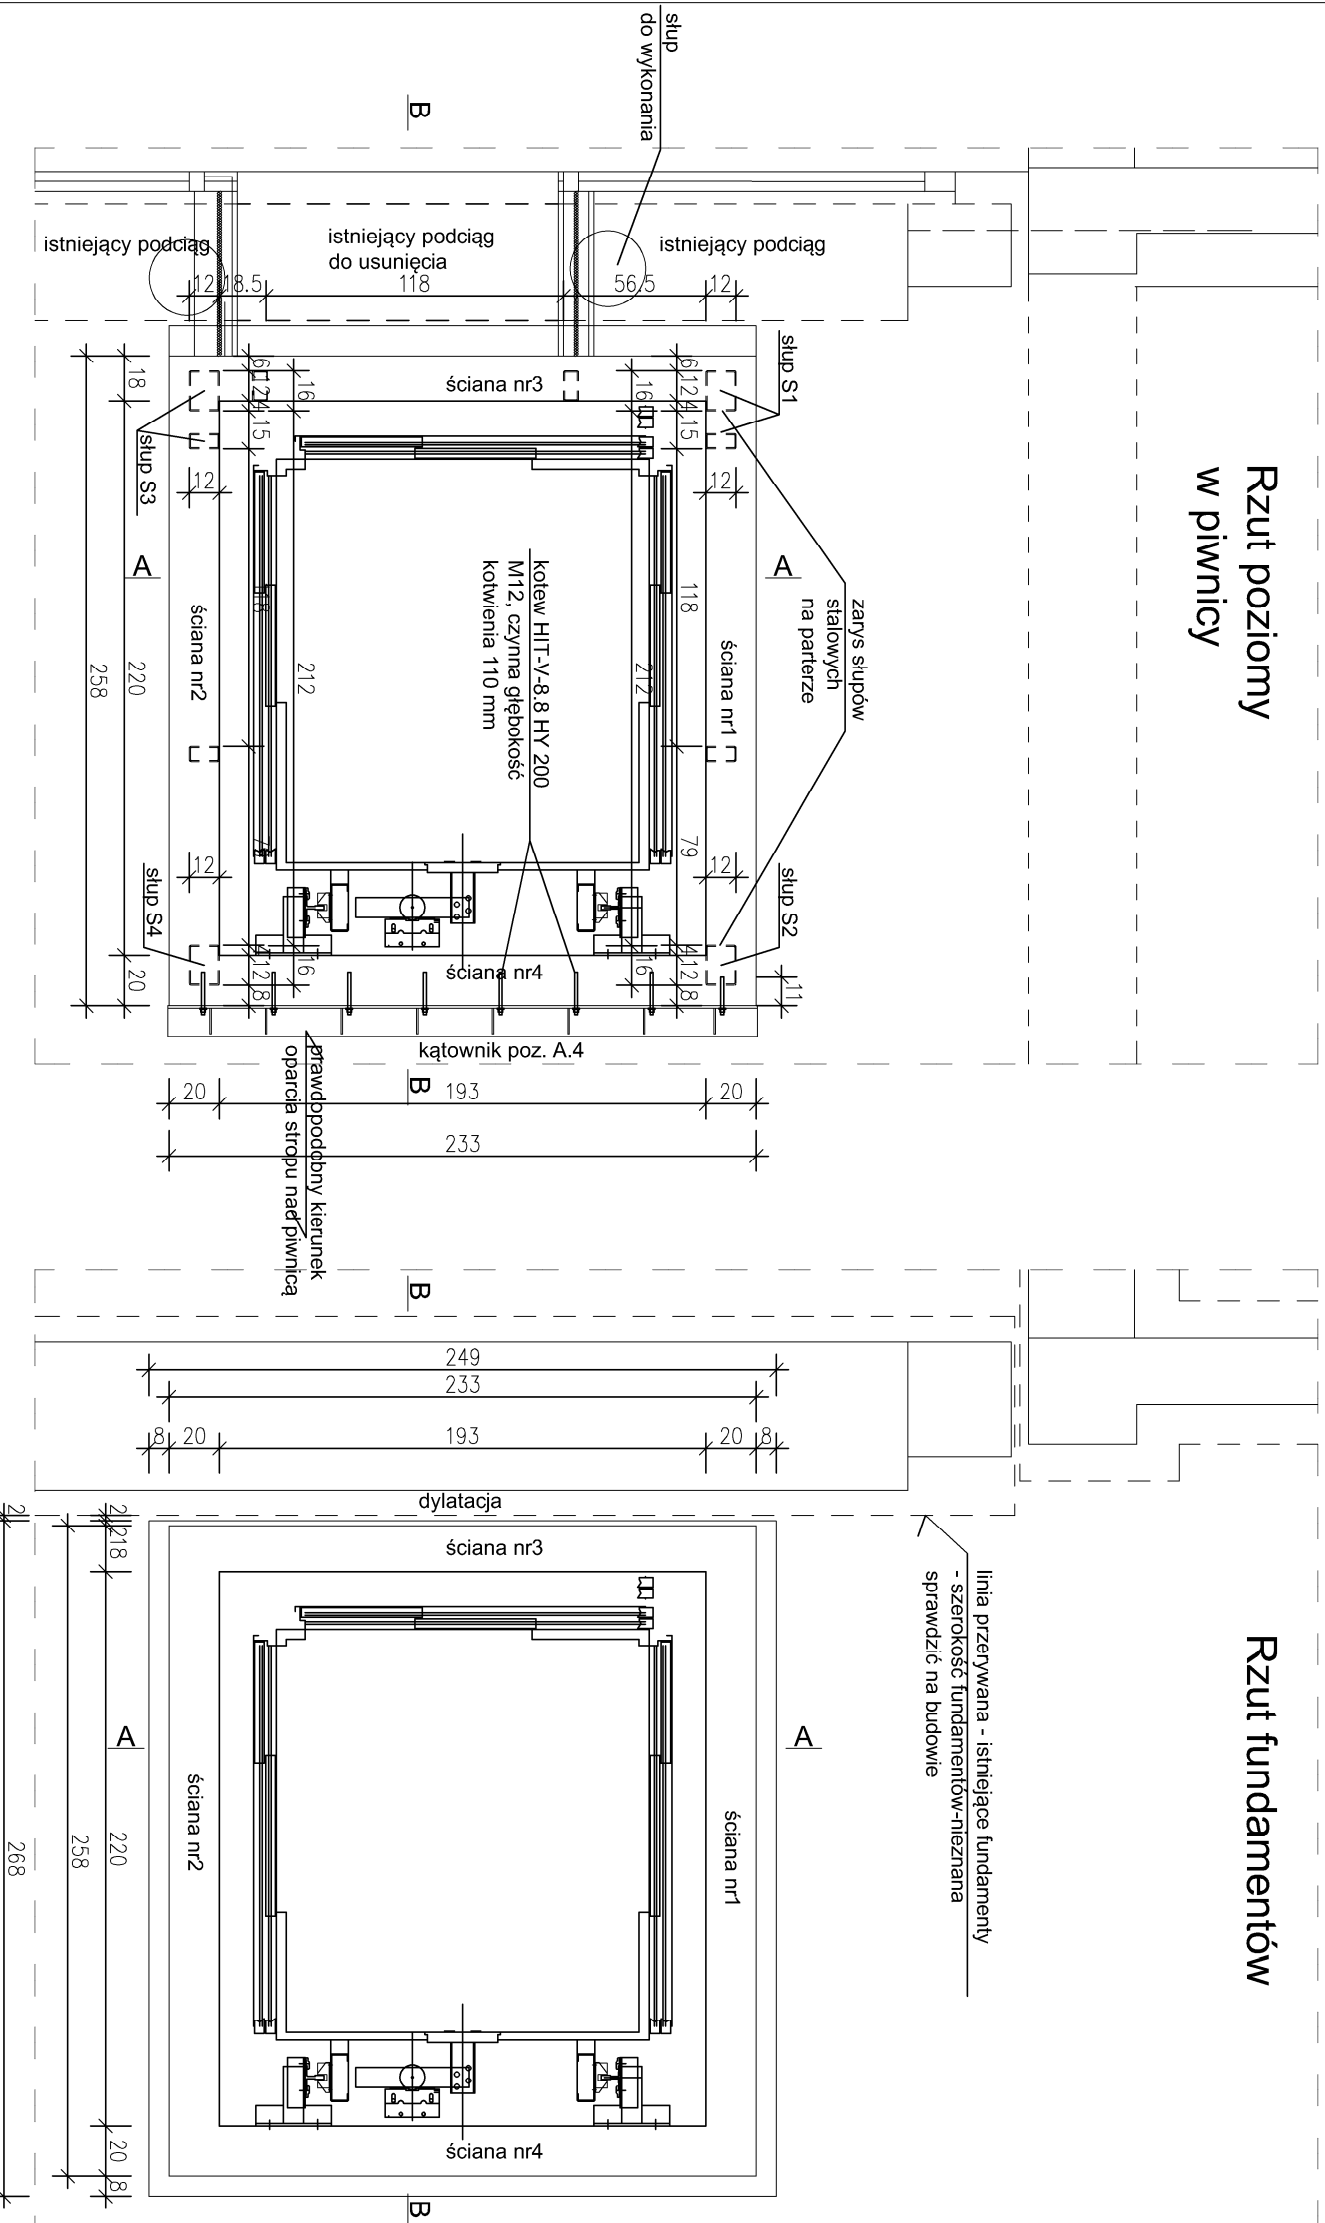 Rzut poziomy
w piwnicy
słup
do wykonania
B
istniejący podciąg
istniejący podciąg
do usunięcia
istniejący podciąg
12
18.5
118
56.5
12
słup S1
6
12
4
15
16
ściana nr3
16
6
12
4
15
18
słup S3
12
12
zarys słupów
stalowych
na parterze
A
A
118
118
ściana nr2
ściana nr1
kotew HIT-V-8.8 HY 200
M12, czynna głębokość
kotwienia 110 mm
212
212
220
258
79
12
12
słup S4
słup S2
4
12
8
16
ściana nr4
16
4
12
8
11
20
kątownik poz. A.4
prawdopodobny kierunek
oparcia stropu nad piwnicą
B
20
193
20
233
Rzut fundamentów
B
249
233
8
20
193
20
8
dylatacja
linia przerywana - istniejące fundamenty
- szerokość fundamentów-nieznana
sprawdzić na budowie
2
2
2
18
ściana nr3
A
A
ściana nr2
ściana nr1
220
258
268
ściana nr4
20
8
B